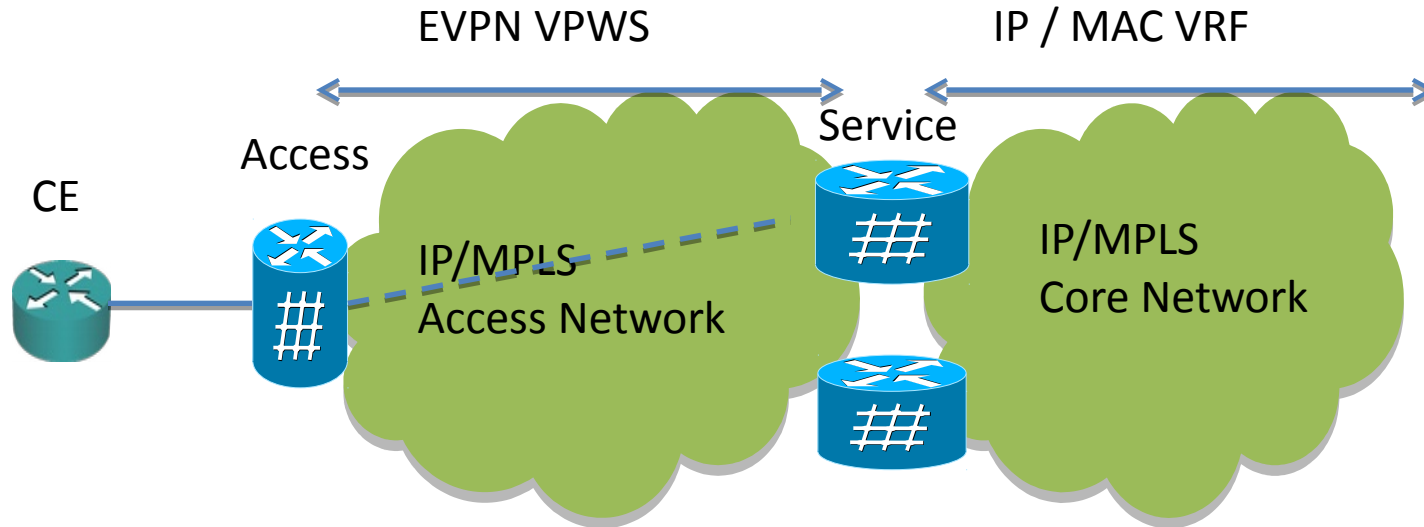 EVPN VPWS
IP / MAC VRF
Service
Access
CE
IP/MPLS
Access Network
IP/MPLS
Core Network